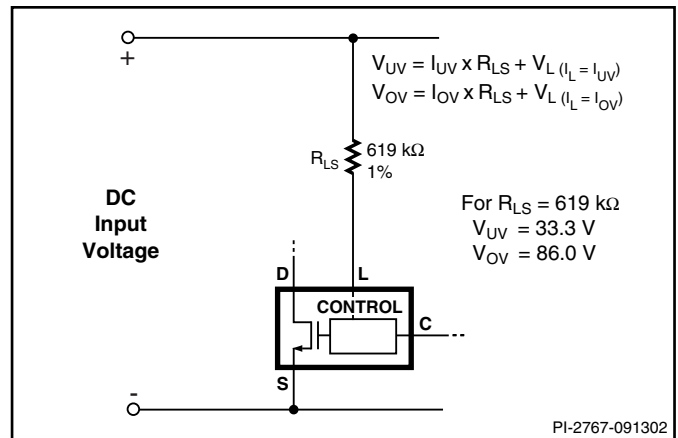 +
V_UV = I_UV x R_LS + V_L (I_L = I_UV)
V_OV = I_OV x R_LS + V_L (I_L = I_OV)
R_LS
619 kΩ
1%
DC
Input
Voltage
For R_LS = 619 kΩ
V_UV = 33.3 V
V_OV = 86.0 V
D
L
CONTROL
C
S
-
PI-2767-091302